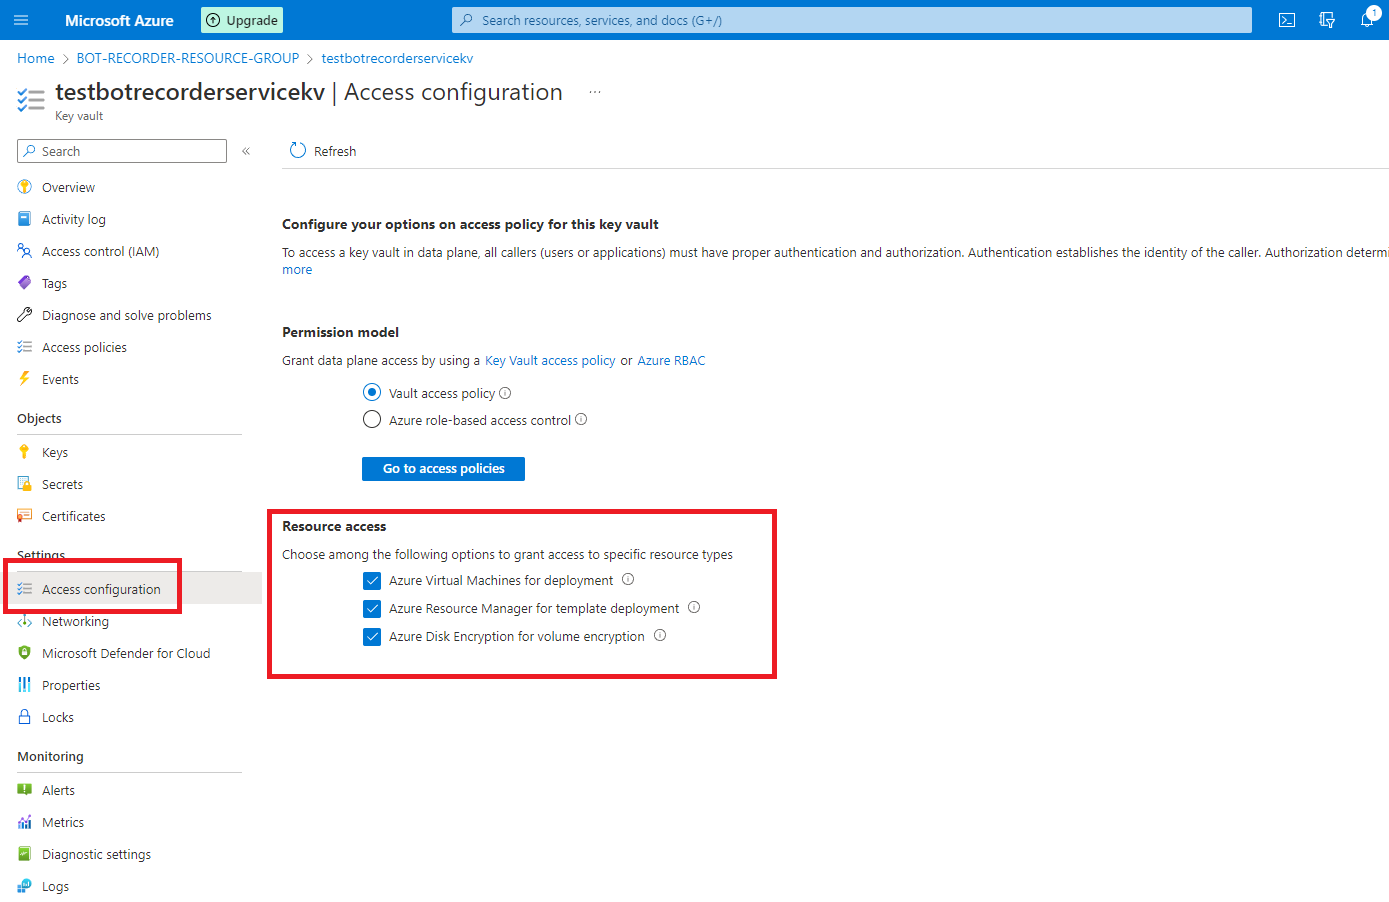 Microsoft Azure
Upgrade
Search resources, services, and docs (G+/)
1
Home > BOT-RECORDER-RESOURCE-GROUP > testbotrecorderservicekv
testbotrecorderservicekv | Access configuration ...
Key vault
Search
«
Refresh
Overview
Activity log
Access control (IAM)
Tags
Diagnose and solve problems
Access policies
Events
Objects
Keys
Secrets
Certificates
Settings
Access configuration
Networking
Microsoft Defender for Cloud
Properties
Locks
Monitoring
Alerts
Metrics
Diagnostic settings
Logs
Configure your options on access policy for this key vault
To access a key vault in data plane, all callers (users or applications) must have proper authentication and authorization. Authentication establishes the identity of the caller. Authorization determi
more
Permission model
Grant data plane access by using a Key Vault access policy or Azure RBAC
Vault access policy
Azure role-based access control
Go to access policies
Resource access
Choose among the following options to grant access to specific resource types
Azure Virtual Machines for deployment
Azure Resource Manager for template deployment
Azure Disk Encryption for volume encryption